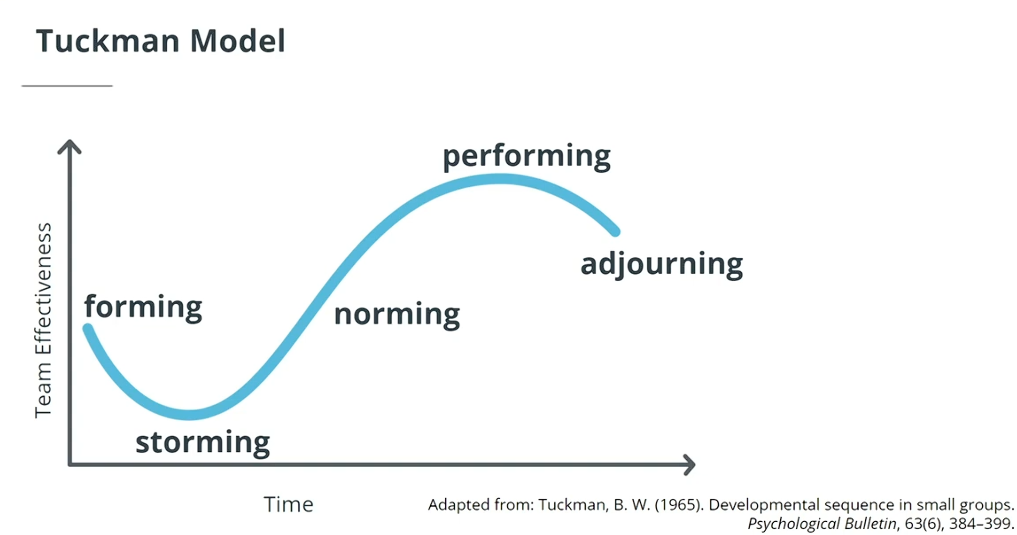 Tuckman Model
performing
adjourning
forming
norming
storming
Team Effectiveness
Time
Adapted from: Tuckman, B. W. (1965). Developmental sequence in small groups.
Psychological Bulletin, 63(6), 384–399.